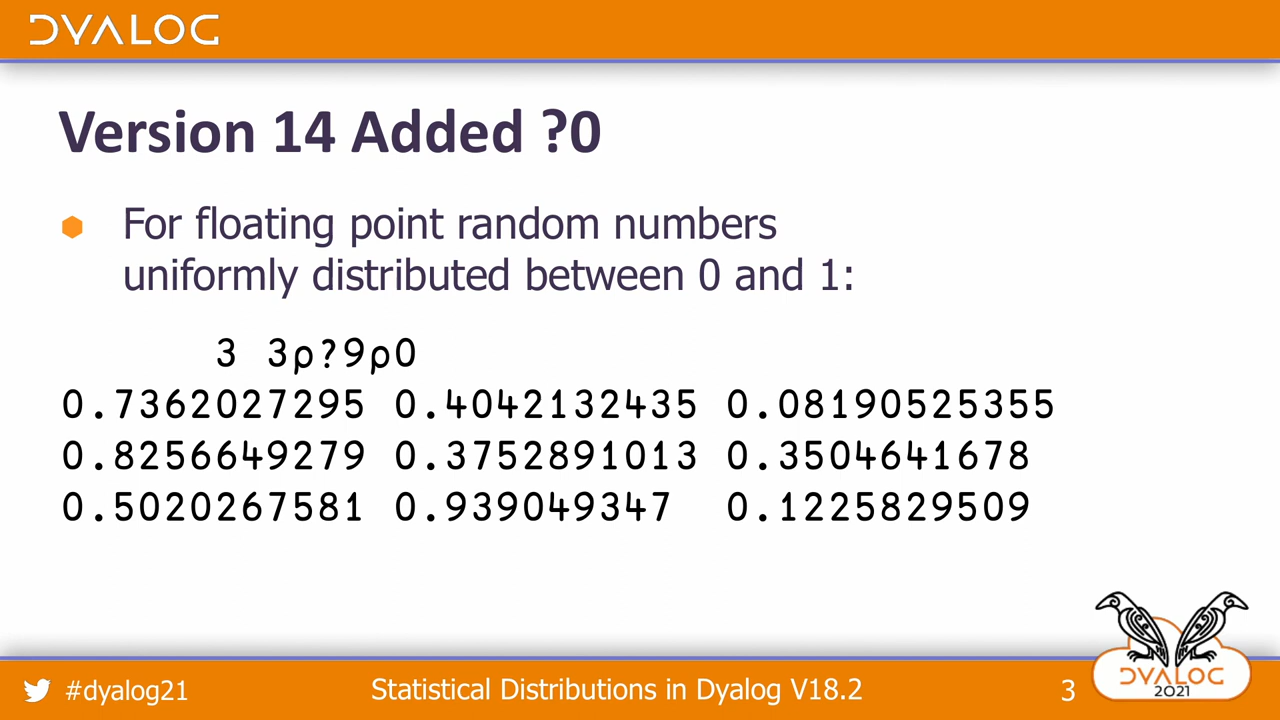 DYALOG
Version 14 Added ?0
For floating point random numbers
uniformly distributed between 0 and 1:
3 3⍴?9⍴0
0.7362027295 0.4042132435 0.08190525355
0.8256649279 0.3752891013 0.3504641678
0.5020267581 0.939049347 0.1225829509
#dyalog21
Statistical Distributions in Dyalog V18.2
3
DYALOG
2021